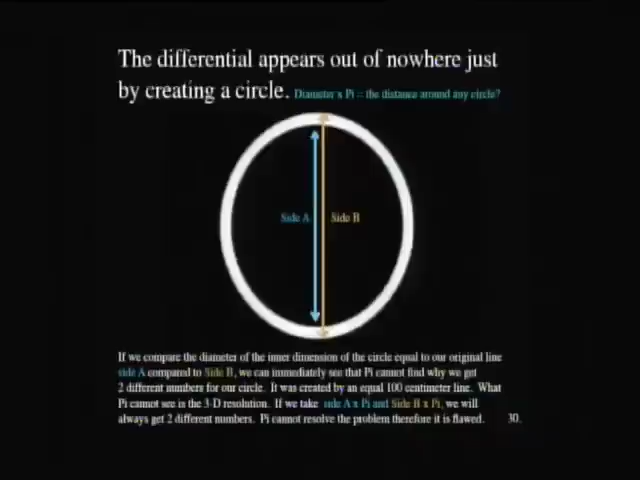 The differential appears out of nowhere just
by creating a circle. Diameter x Pi = the distance around any circle?
Side A Side B
If we compare the diameter of the inner dimension of the circle equal to our original line
side A compared to Side B, we can immediately see that Pi cannot find why we get
2 different numbers for our circle. It was created by an equal 100 centimeter line. What
Pi cannot see is the 3-D resolution. If we take side A x Pi and Side B x Pi, we will
always get 2 different numbers. Pi cannot resolve the problem therefore it is flawed. 30.